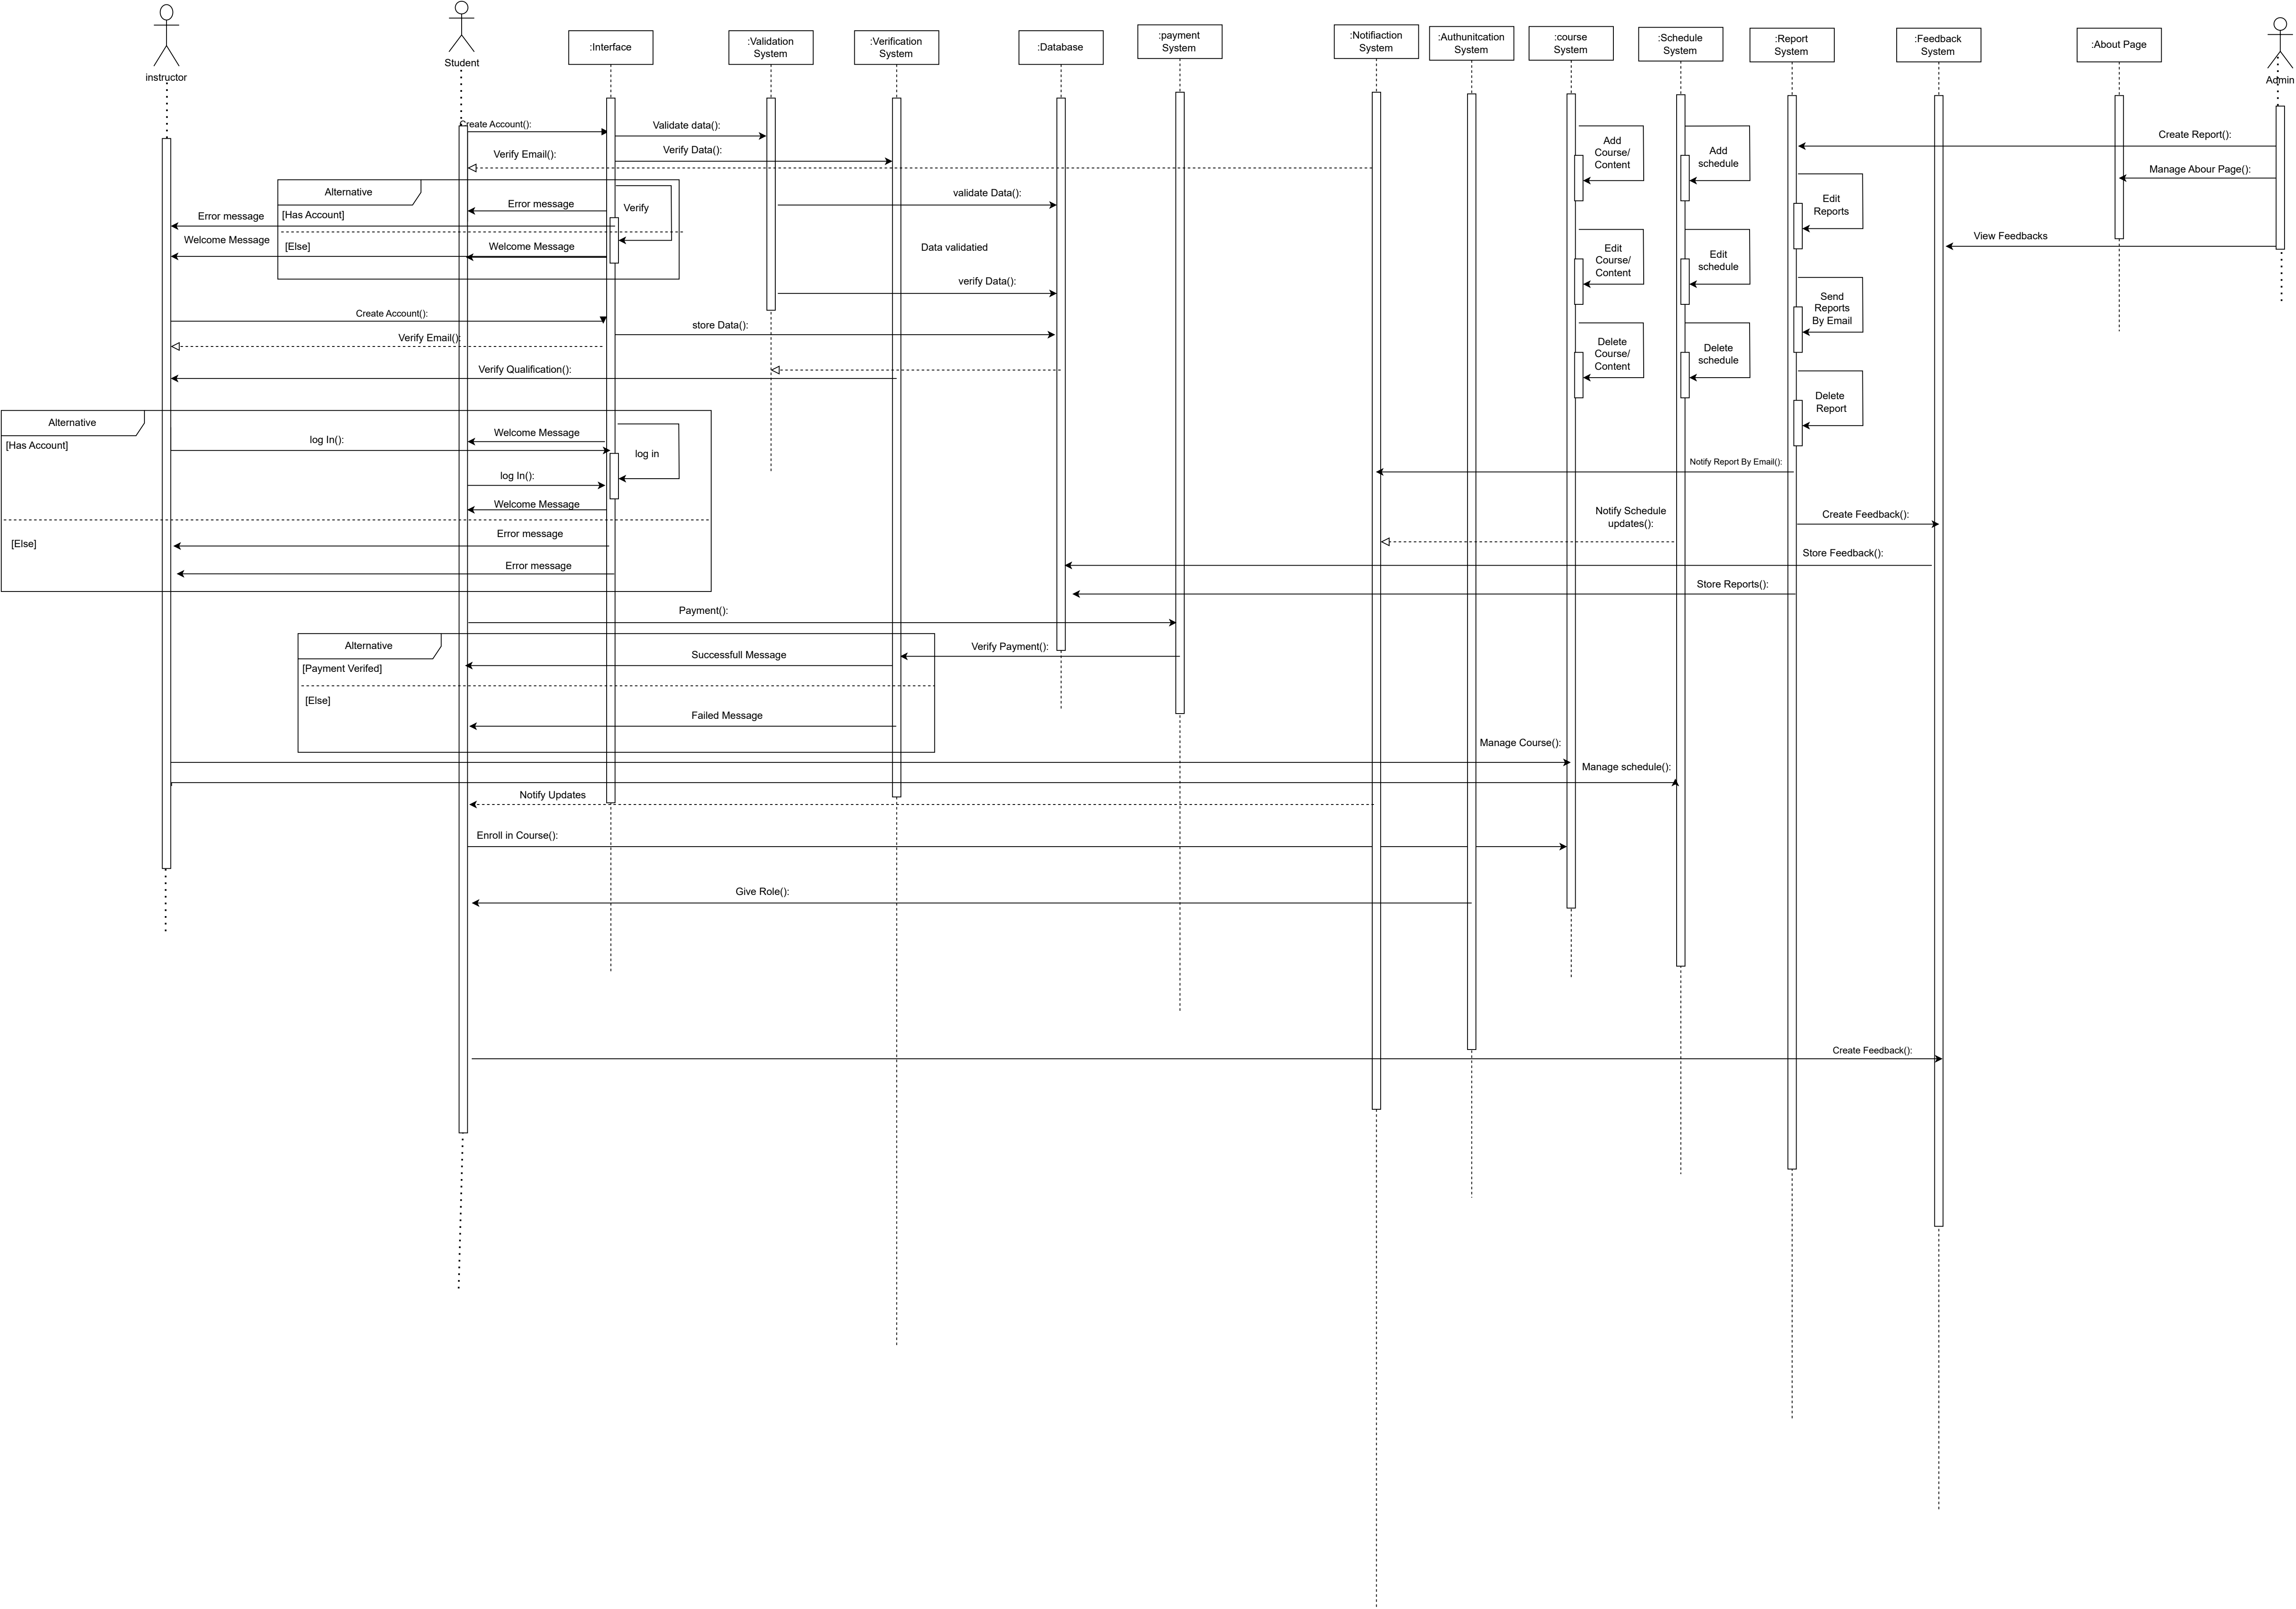 instructor
Student
:Interface
:Validation
System
:Verification
System
:Database
:payment
System
:Notifiaction
System
:Authunitcation
System
:course
System
:Schedule
System
:Report
System
:Feedback
System
:About Page
Admin
Create Account():
Validate data():
Verify Data():
Verify Email():
Add
Course/
Content
Add
schedule
Create Report():
Manage Abour Page():
Edit
Reports
View Feedbacks
Alternative
[Has Account]
Error message
Error message
Verify
validate Data():
Welcome Message
[Else]
Welcome Message
Data validatied
Edit
Course/
Content
Edit
schedule
verify Data():
Send
Reports
By Email
Create Account():
store Data():
Verify Email():
Delete
Course/
Content
Delete
schedule
Verify Qualification():
Delete
Report
Alternative
[Has Account]
log In():
Welcome Message
log in
Notify Report By Email():
log In():
Welcome Message
Notify Schedule
updates():
Create Feedback():
Error message
[Else]
Store Feedback():
Error message
Store Reports():
Payment():
Alternative
[Payment Verifed]
Successfull Message
Verify Payment():
[Else]
Failed Message
Manage Course():
Manage schedule():
Notify Updates
Enroll in Course():
Give Role():
Create Feedback():